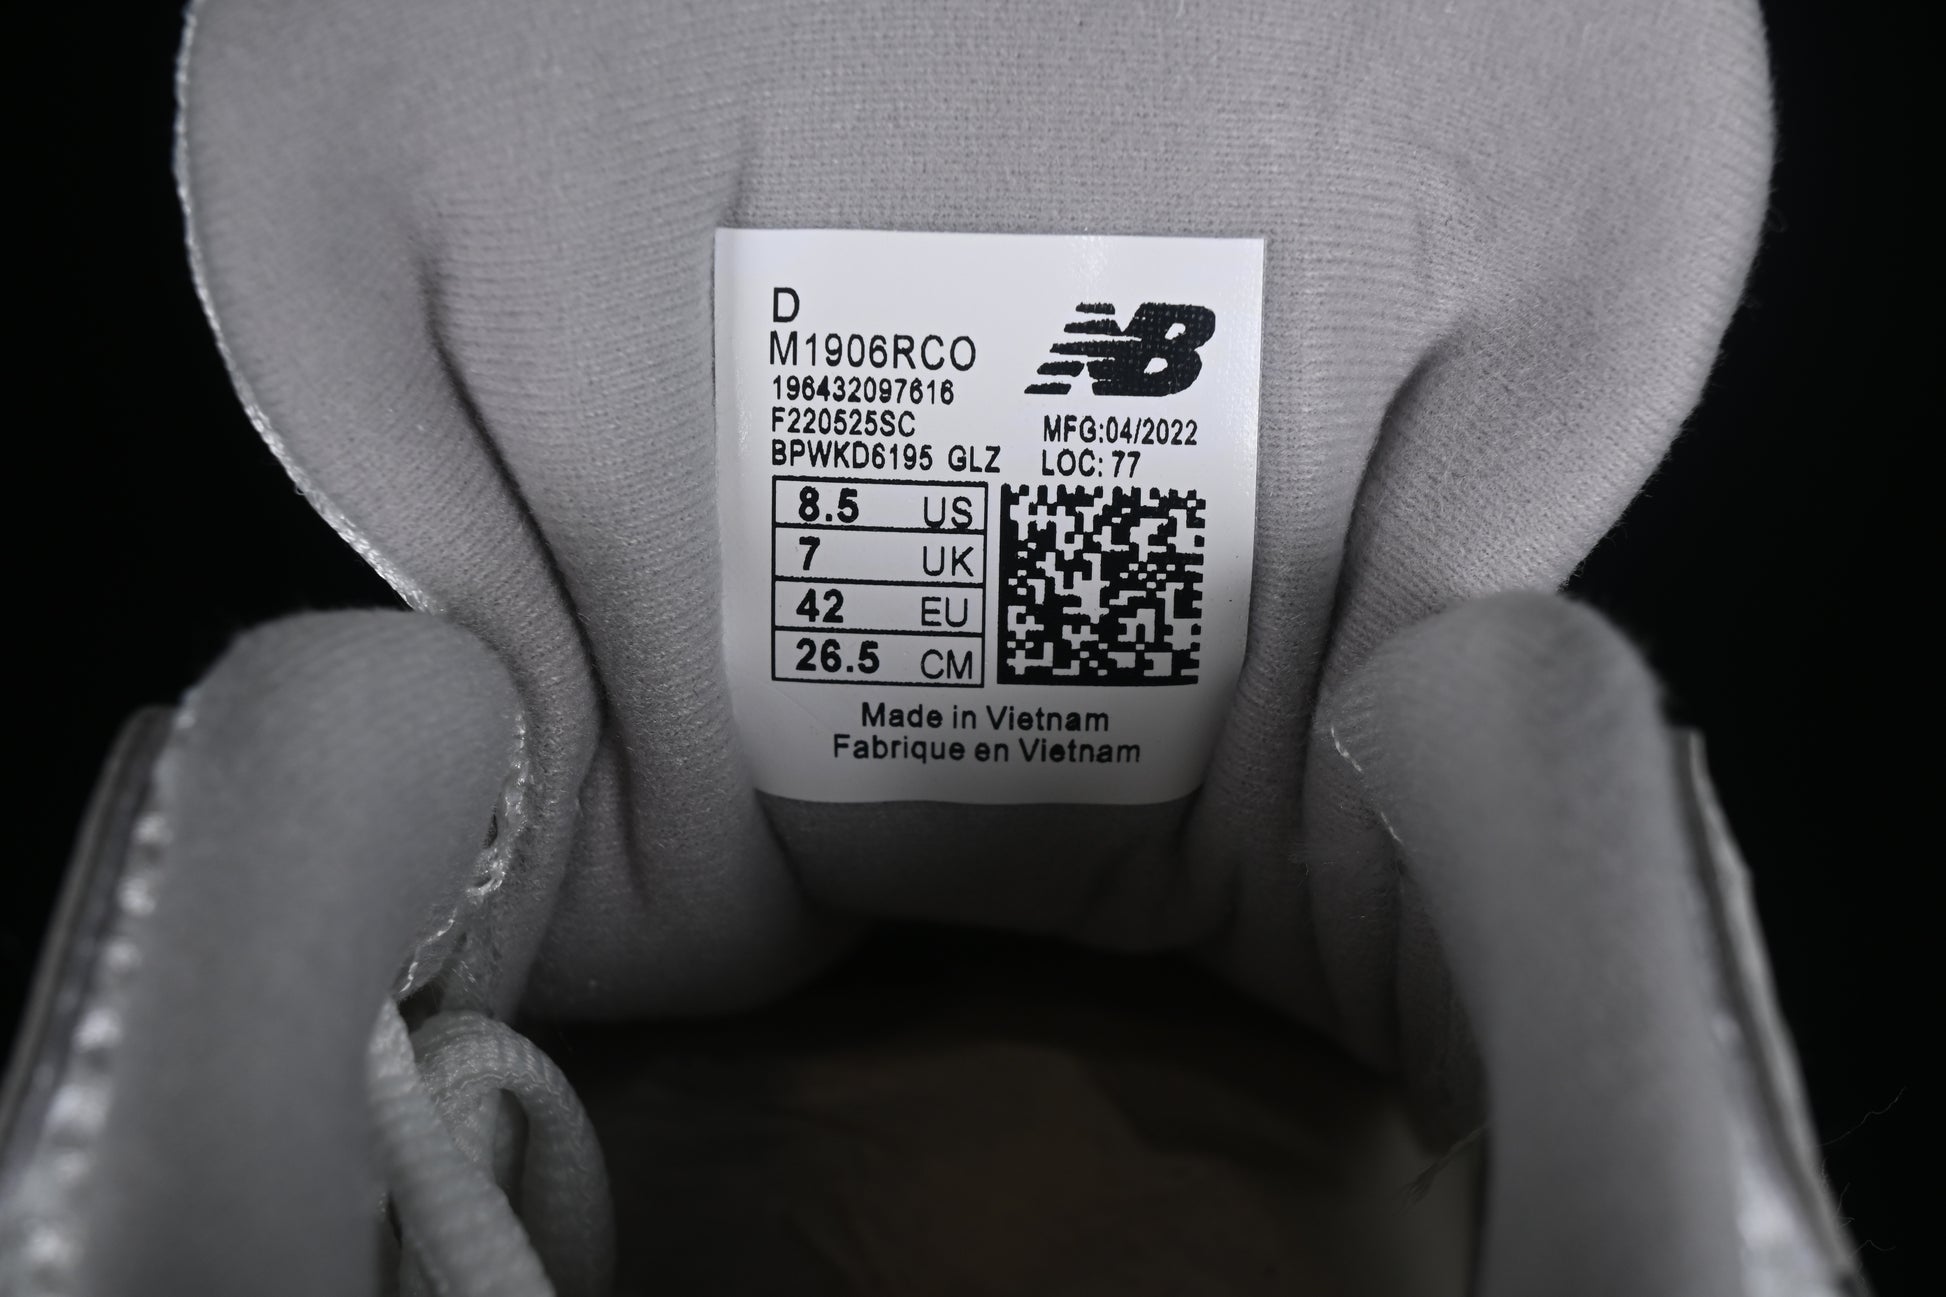 D
M1906RCO
196432097616
F220525SC
BPWKD6195 GLZ
NB
MFG:04/2022
LOC: 77
8.5 US
7 UK
42 EU
26.5 CM
Made in Vietnam
Fabrique en Vietnam